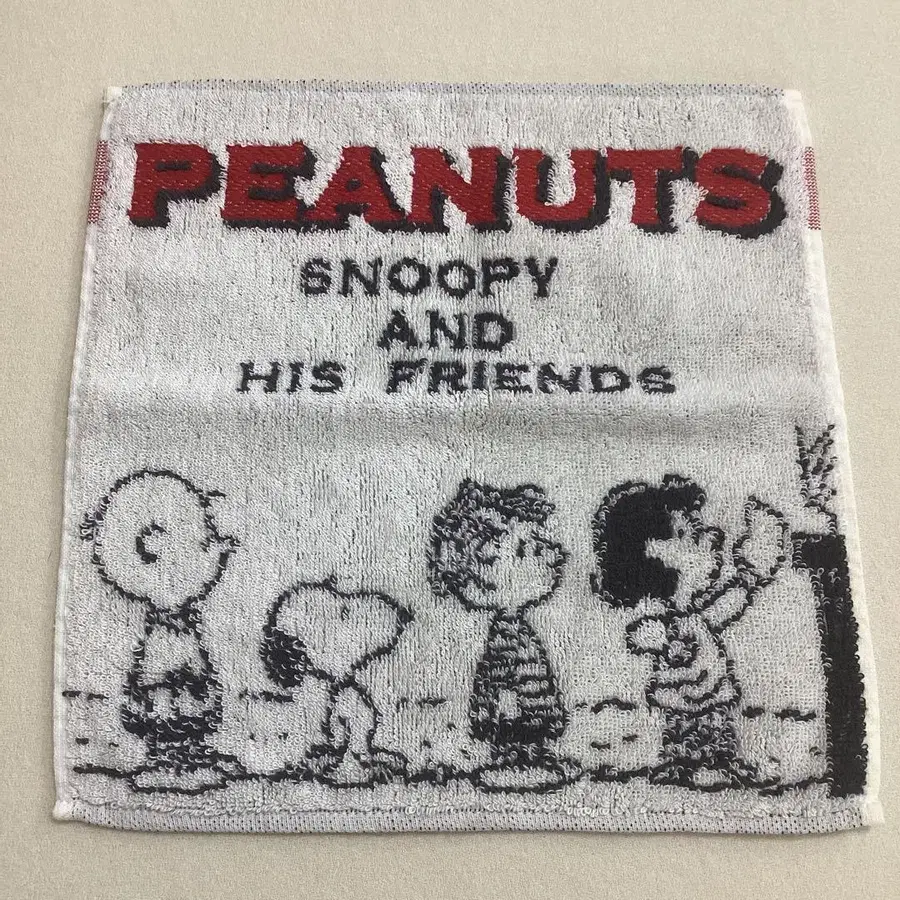 PEANUTS
SNOOPY
AND
HIS FRIENDS